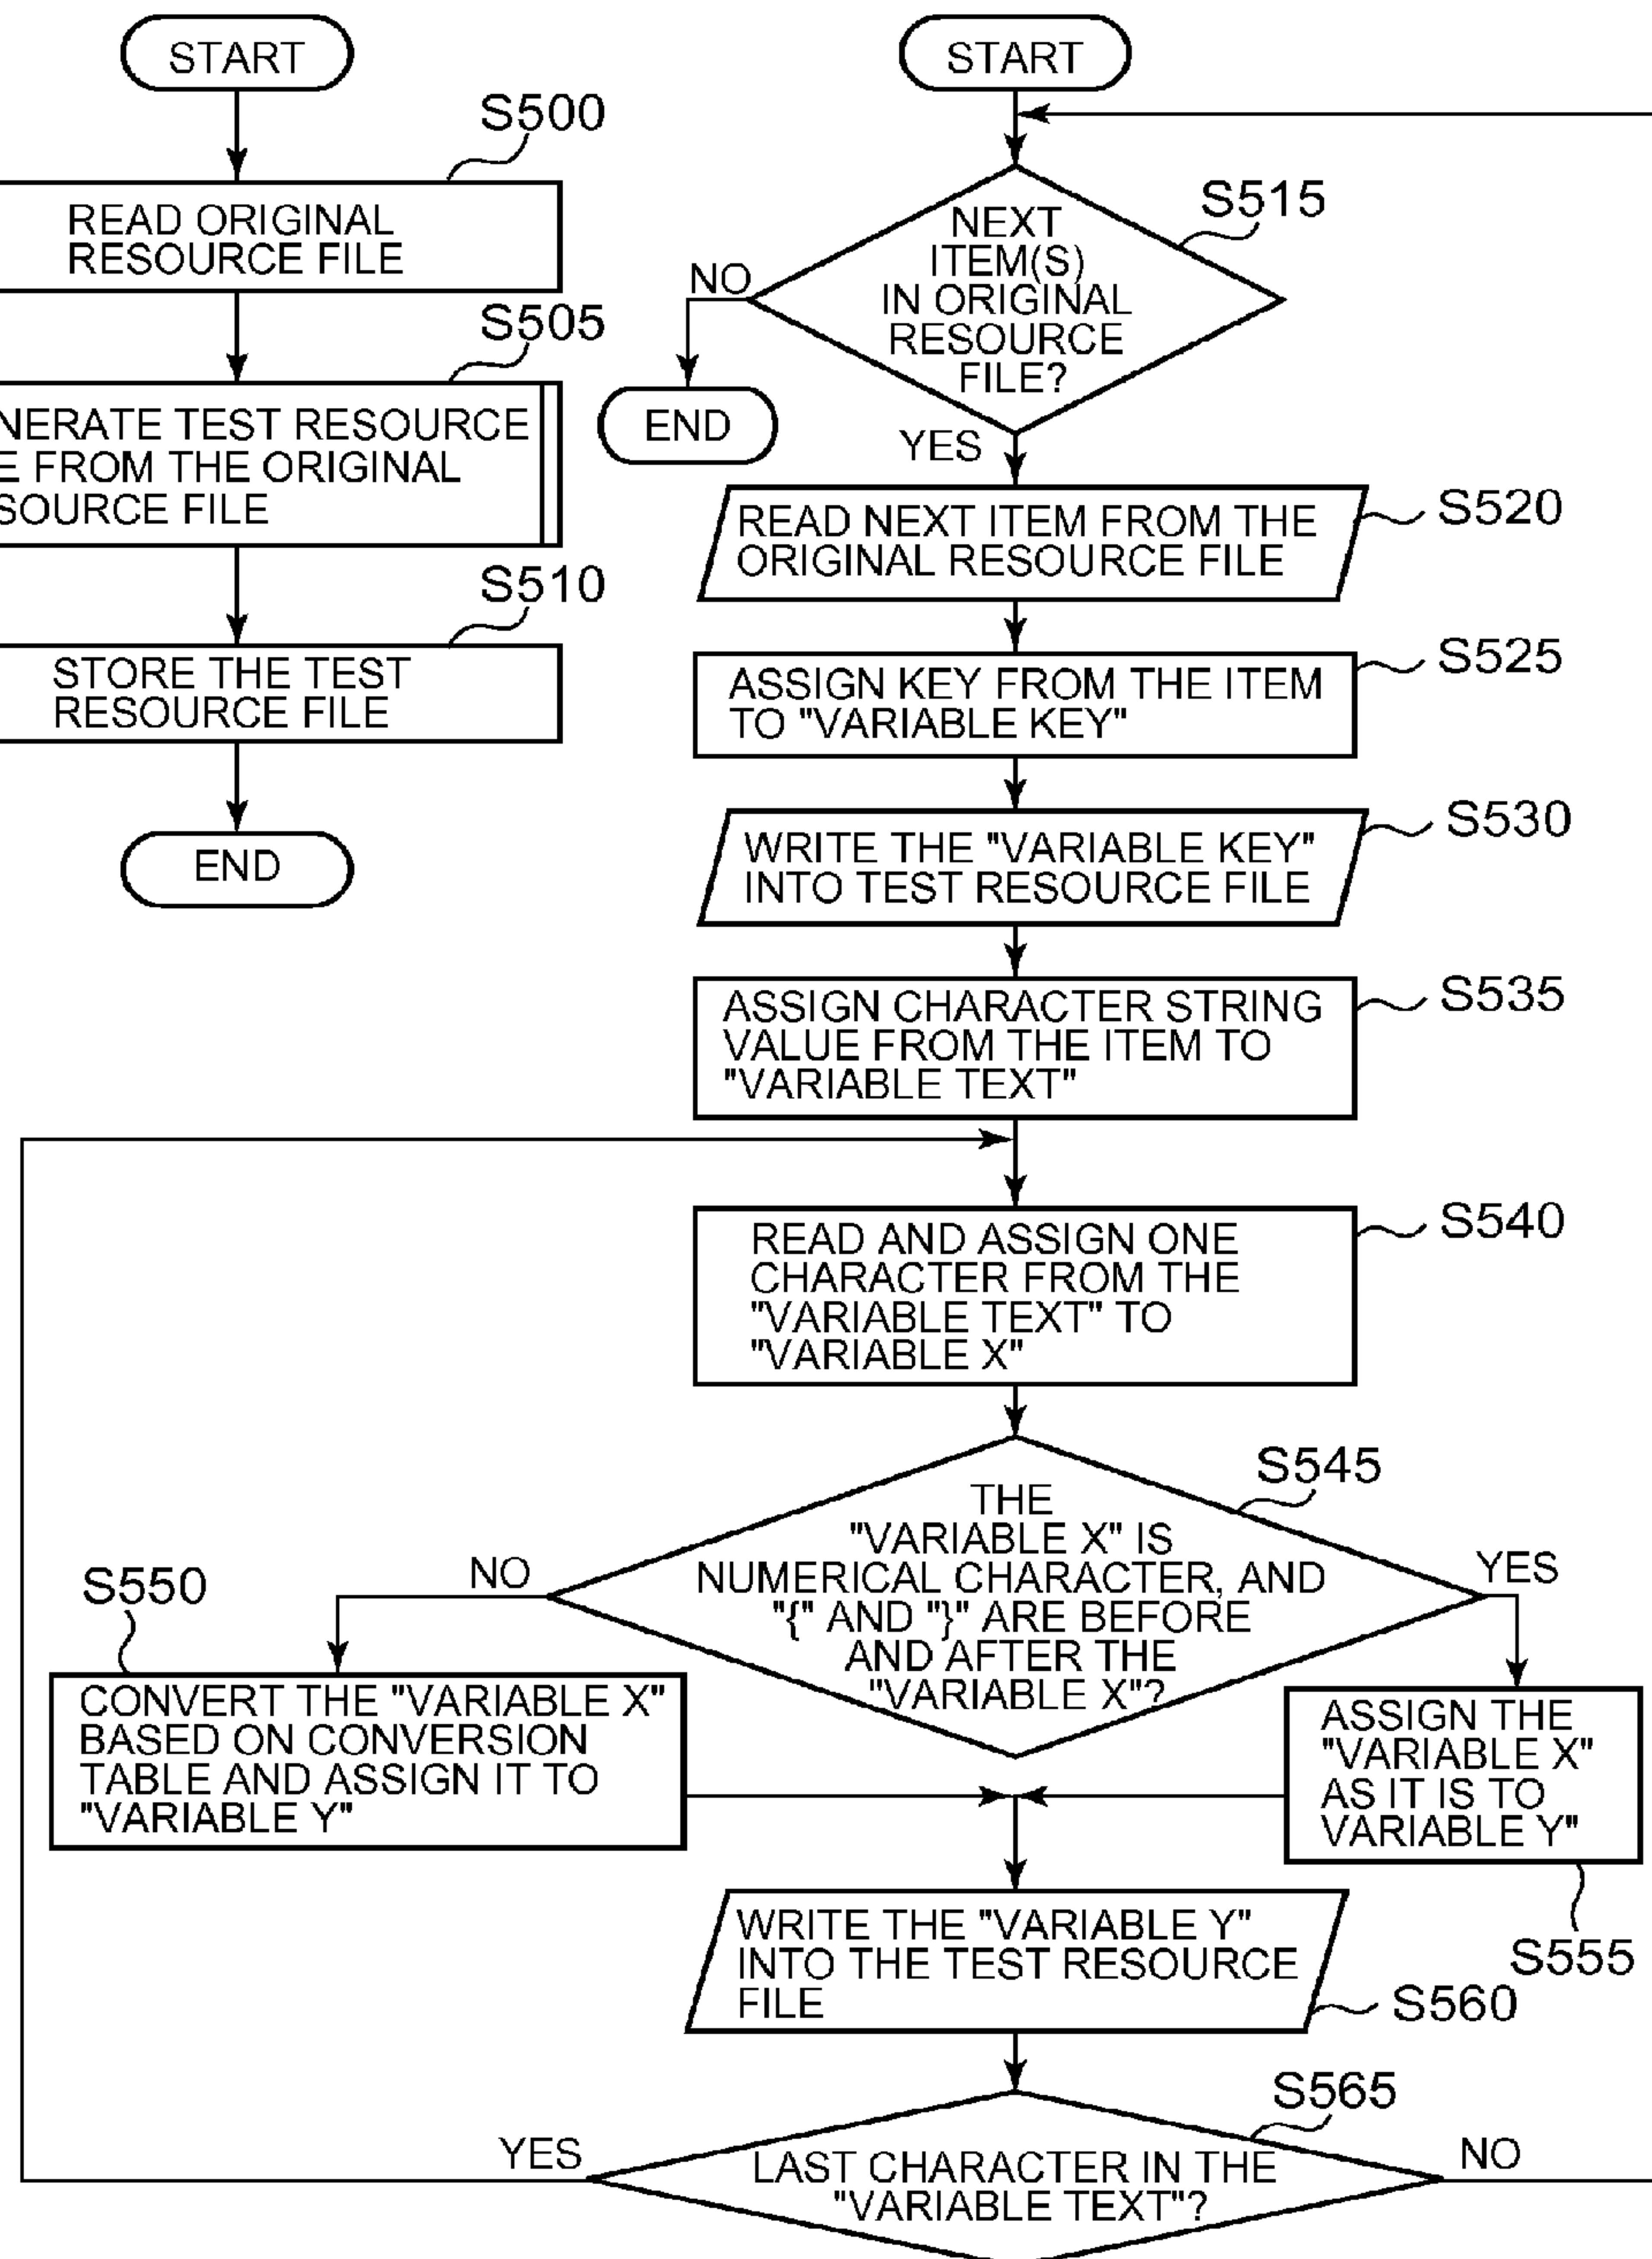 START
S500
READ ORIGINAL
RESOURCE FILE
S505
NERATE TEST RESOURCE
E FROM THE ORIGINAL
SOURCE FILE
S510
STORE THE TEST
RESOURCE FILE
END
START
S515
NEXT
ITEM(S)
IN ORIGINAL
RESOURCE
FILE?
NO
END
YES
S520
READ NEXT ITEM FROM THE
ORIGINAL RESOURCE FILE
S525
ASSIGN KEY FROM THE ITEM
TO "VARIABLE KEY"
S530
WRITE THE "VARIABLE KEY"
INTO TEST RESOURCE FILE
S535
ASSIGN CHARACTER STRING
VALUE FROM THE ITEM TO
"VARIABLE TEXT"
S540
READ AND ASSIGN ONE
CHARACTER FROM THE
"VARIABLE TEXT" TO
"VARIABLE X"
S545
THE
"VARIABLE X" IS
NUMERICAL CHARACTER, AND
"{" AND "}" ARE BEFORE
AND AFTER THE
"VARIABLE X"?
NO
YES
S550
CONVERT THE "VARIABLE X"
BASED ON CONVERSION
TABLE AND ASSIGN IT TO
"VARIABLE Y"
ASSIGN THE
"VARIABLE X"
AS IT IS TO
VARIABLE Y"
S555
WRITE THE "VARIABLE Y"
INTO THE TEST RESOURCE
FILE
S560
S565
YES
LAST CHARACTER IN THE
"VARIABLE TEXT"?
NO